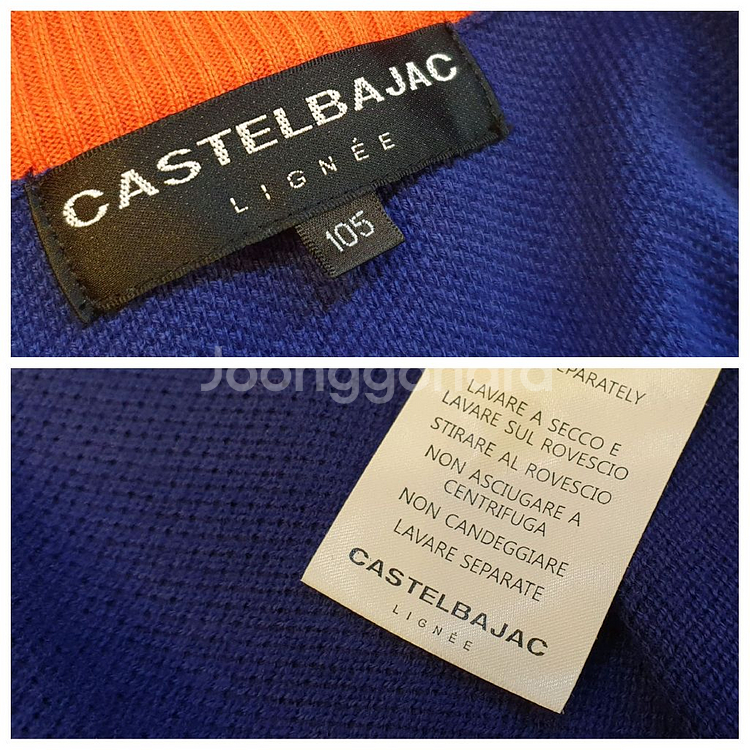 CASTELBAJAC
LIGNÉE
105
Joonggonara
EPARATELY
LAVARE A SECCO E
LAVARE SUL ROVESCIO
STIRARE AL ROVESCIO
NON ASCIUGARE A
CENTRIFUGA
NON CANDEGGIARE
LAVARE SEPARATE
CASTELBAJAC
LIGNÉE